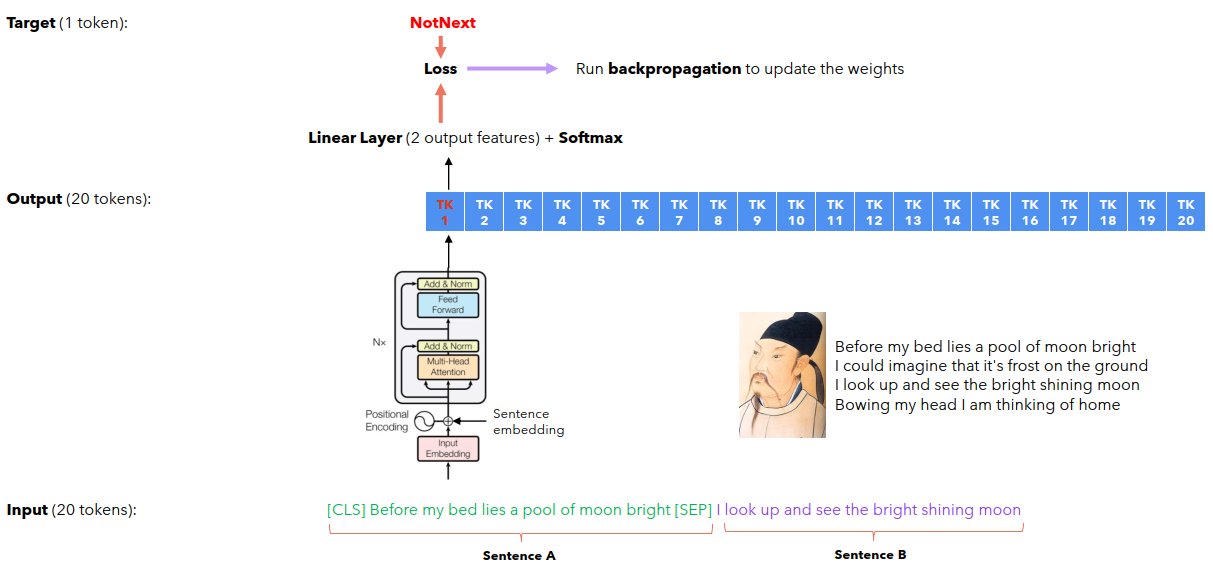 Target (1 token):
NotNext
Loss
Run backpropagation to update the weights
Linear Layer (2 output features) + Softmax
Output (20 tokens):
TK 1 TK 2 TK 3 TK 4 TK 5 TK 6 TK 7 TK 8 TK 9 TK 10 TK 11 TK 12 TK 13 TK 14 TK 15 TK 16 TK 17 TK 18 TK 19 TK 20
Add & Norm
Feed
Forward
Nx
Add & Norm
Multi-Head
Attention
Positional
Encoding
Sentence
embedding
Input
Embedding
Before my bed lies a pool of moon bright
I could imagine that it's frost on the ground
I look up and see the bright shining moon
Bowing my head I am thinking of home
Input (20 tokens):
[CLS] Before my bed lies a pool of moon bright [SEP] I look up and see the bright shining moon
Sentence A
Sentence B